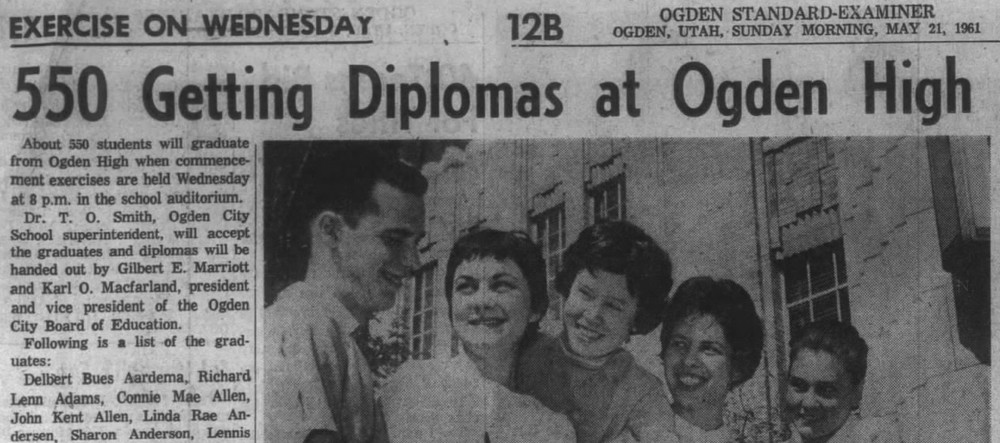 EXERCISE ON WEDNESDAY
12B
OGDEN STANDARD-EXAMINER
OGDEN, UTAH, SUNDAY MORNING, MAY 21, 1961
550 Getting Diplomas at Ogden High
About 550 students will graduate
from Ogden High when commence-
ment exercises are held Wednesday
at 8 p.m. in the school auditorium.
Dr. T. O. Smith, Ogden City
School superintendent, will accept
the graduates and diplomas will be
handed out by Gilbert E. Marriott
and Karl O. Macfarland, president
and vice president of the Ogden
City Board of Education.
Following is a list of the grad-
uates:
Delbert Bues Aardema, Richard
Lenn Adams, Connie Mae Allen,
John Kent Allen, Linda Rae An-
dersen, Sharon Anderson, Lennis